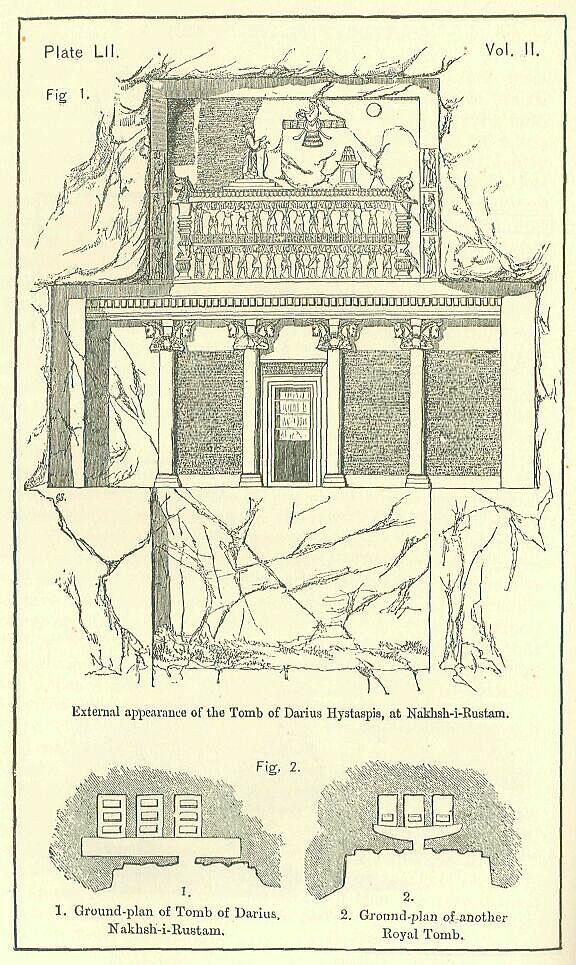 Plate LII.
Vol. II.
Fig 1.
External appearance of the Tomb of Darius Hystaspis, at Nakhsh-i-Rustam.
Fig. 2.
1.
1. Ground-plan of Tomb of Darius,
Nakhsh-i-Rustam.
2.
2. Ground-plan of another
Royal Tomb.